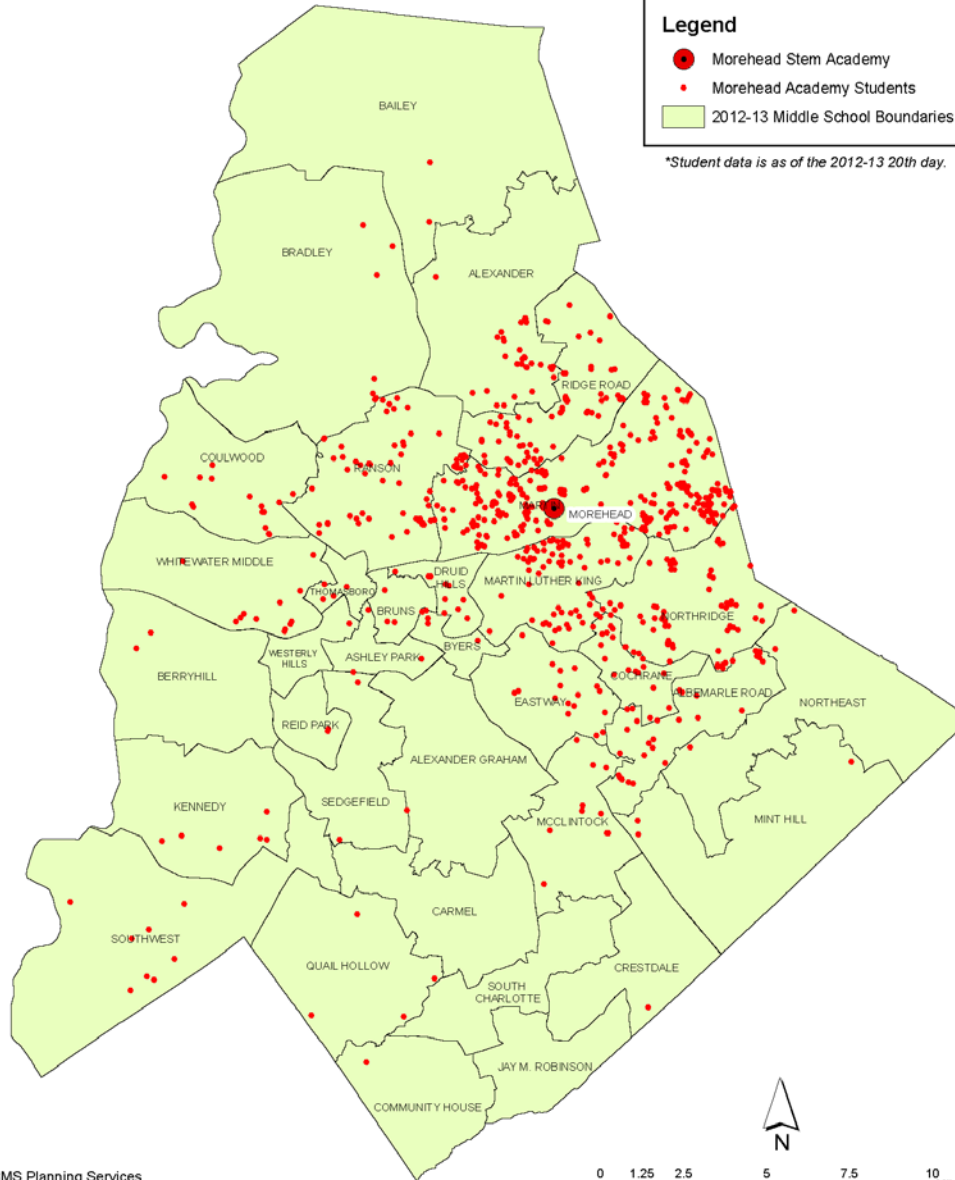 Legend
Morehead Stem Academy
Morehead Academy Students
2012-13 Middle School Boundaries
*Student data is as of the 2012-13 20th day.
BAILEY
BRADLEY
ALEXANDER
RIDGE ROAD
COULWOOD
RANSON
MOREHEAD
WHITEWATER MIDDLE
THOMASBORO
DRUID
HILLS
MARTIN LUTHER KING
BRUNS
NORTHRIDGE
BYERS
WESTERLY
HILLS
ASHLEY PARK
BERRYHILL
COCHRANE
ALBEMARLE ROAD
EASTWAY
NORTHEAST
REID PARK
ALEXANDER GRAHAM
KENNEDY
SEDGEFIELD
MCCLINTOCK
MINT HILL
CARMEL
SOUTHWEST
QUAIL HOLLOW
CRESTDALE
SOUTH
CHARLOTTE
JAY M. ROBINSON
COMMUNITY HOUSE
N
MS Planning Services
0 1.25 2.5 5 7.5 10